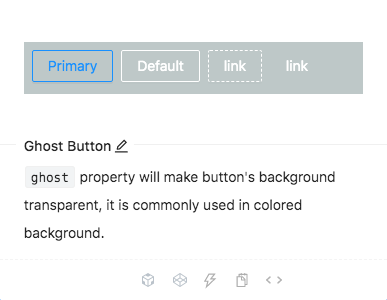 Primary Default link link
Ghost Button
ghost property will make button's background
transparent, it is commonly used in colored
background.